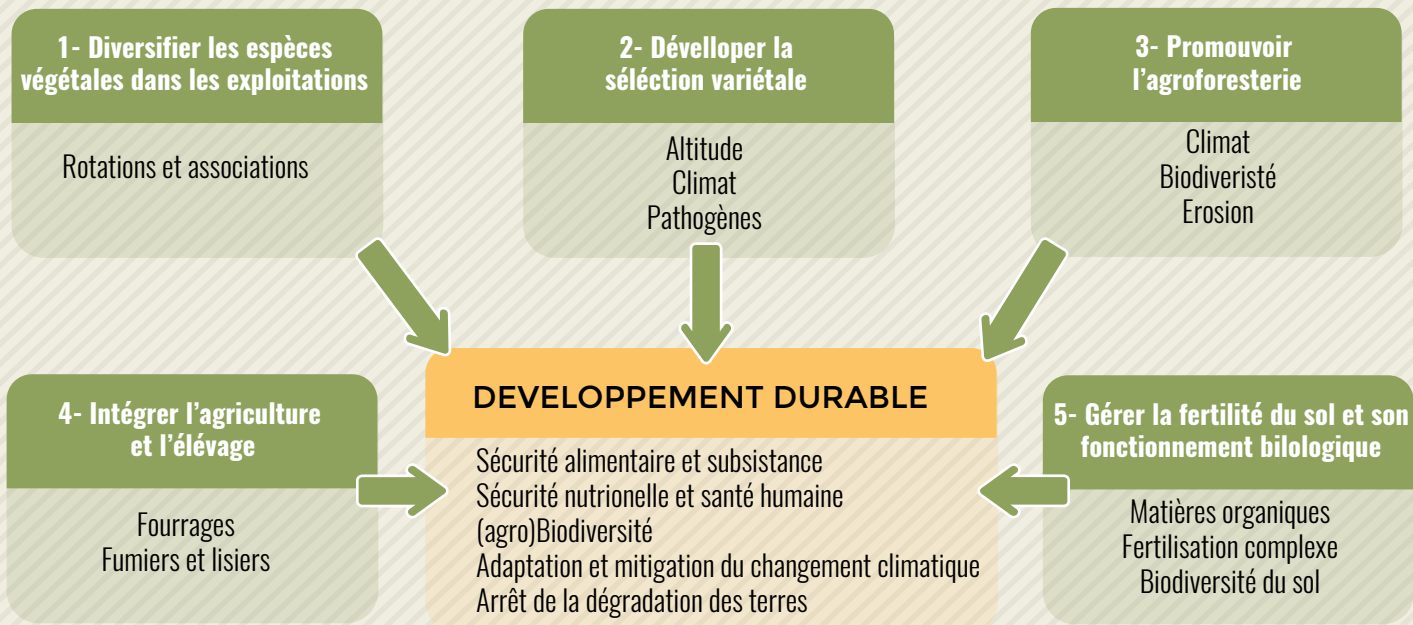 1- Diversifier les espèces
végétales dans les exploitations
Rotations et associations
2- Dévelloper la
séléction variétale
Altitude
Climat
Pathogènes
3- Promouvoir
l’agroforesterie
Climat
Biodiveristé
Erosion
4- Intégrer l’agriculture
et l’élévage
Fourrages
Fumiers et lisiers
DEVELOPPEMENT DURABLE
Sécurité alimentaire et subsistance
Sécurité nutrionelle et santé humaine
(agro)Biodiversité
Adaptation et mitigation du changement climatique
Arrêt de la dégradation des terres
5- Gérer la fertilité du sol et son
fonctionnement bilologique
Matières organiques
Fertilisation complexe
Biodiversité du sol